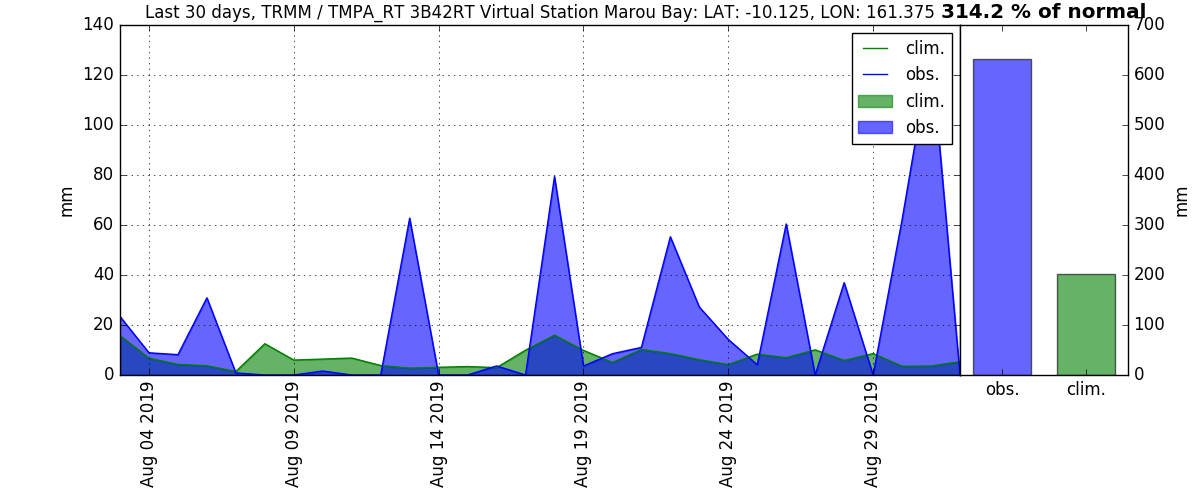 Last 30 days, TRMM / TMPA_RT 3B42RT Virtual Station Marou Bay: LAT: -10.125, LON: 161.375 314.2 % of normal
140
120
100
80
60
40
20
0
mm
clim.
obs.
clim.
obs.
700
600
500
400
300
200
100
0
mm
Aug 04 2019
Aug 09 2019
Aug 14 2019
Aug 19 2019
Aug 24 2019
Aug 29 2019
obs. clim.